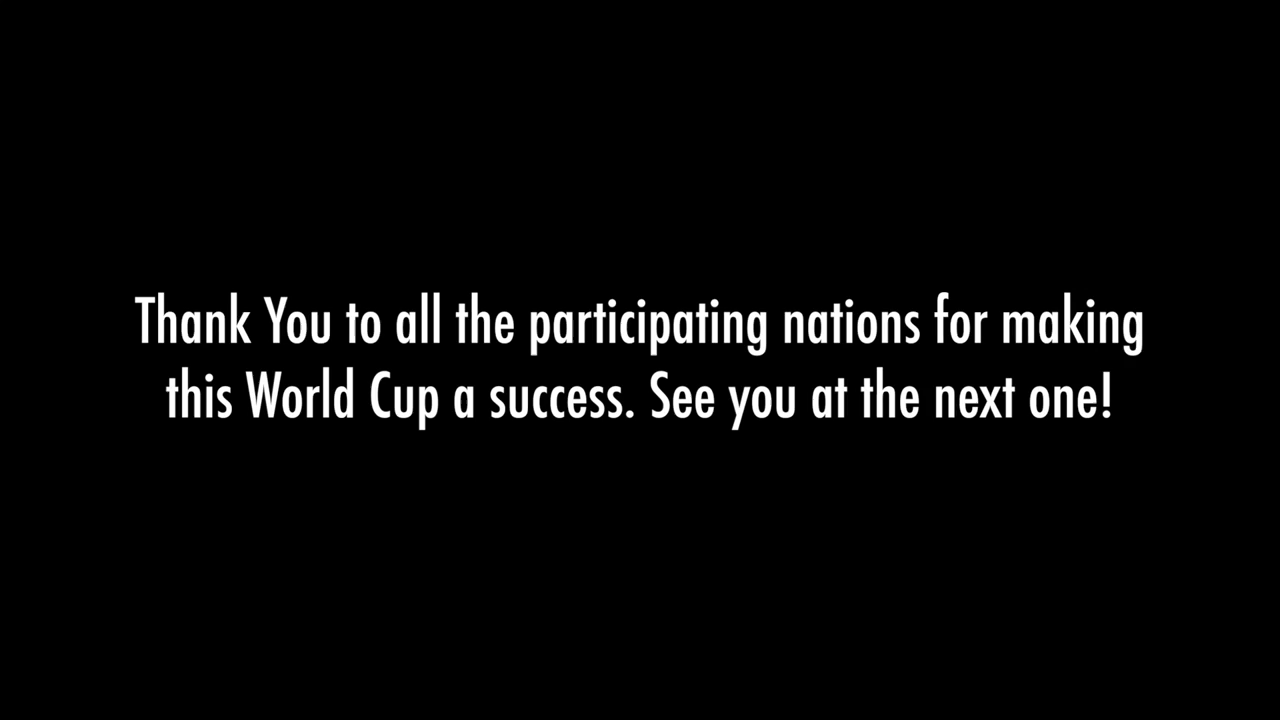 Thank You to all the participating nations for making
this World Cup a success. See you at the next one!